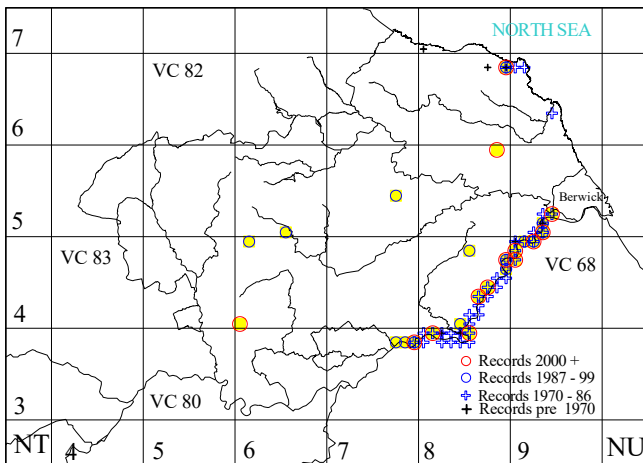 NORTH SEA
7
VC 82
6
Berwick
5
VC 83
VC 68
4
Records 2000 +
Records 1987 - 99
VC 80
Records 1970 - 86
Records pre 1970
3
NT 4 5 6 7 8 9 NU